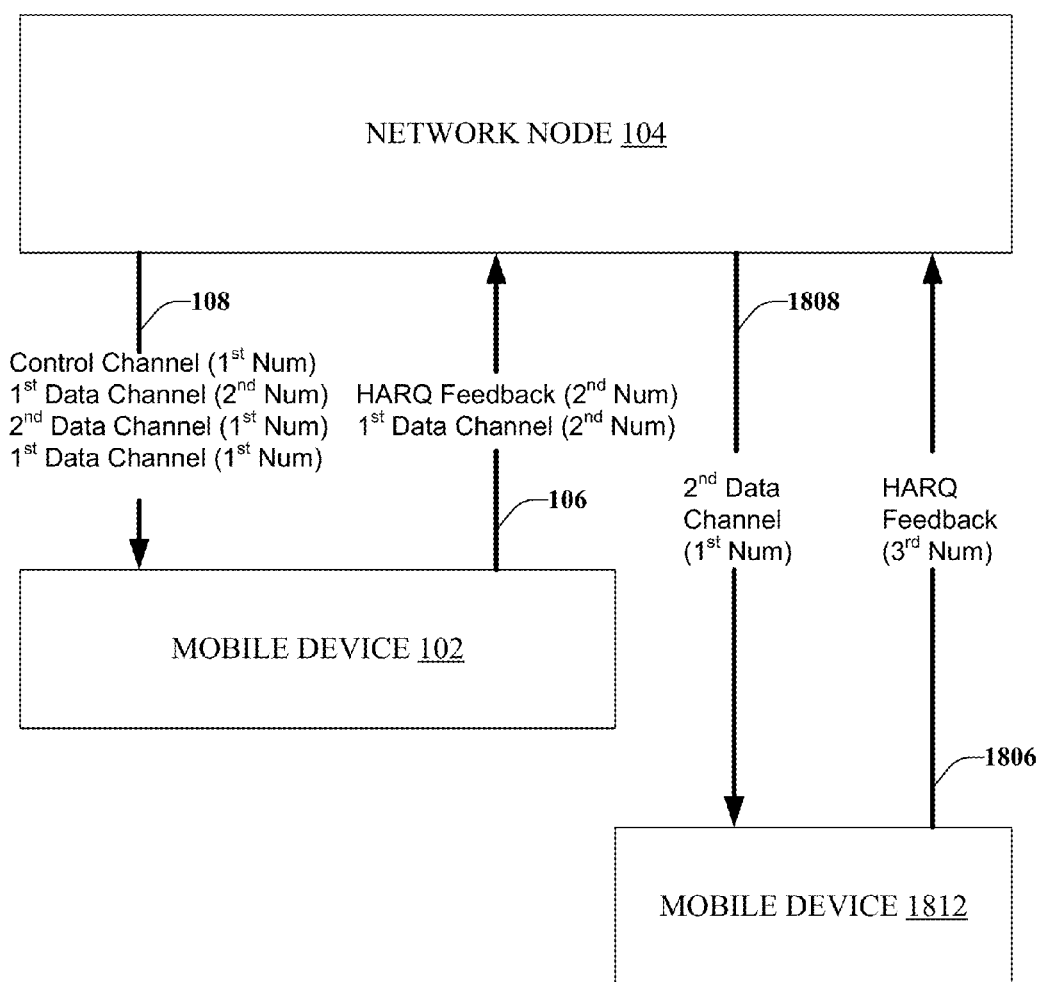 NETWORK NODE 104
108
1808
Control Channel (1st Num)
1st Data Channel (2nd Num)
2nd Data Channel (1st Num)
1st Data Channel (1st Num)
HARQ Feedback (2nd Num)
1st Data Channel (2nd Num)
106
2nd Data
Channel
(1st Num)
HARQ
Feedback
(3rd Num)
MOBILE DEVICE 102
1806
MOBILE DEVICE 1812